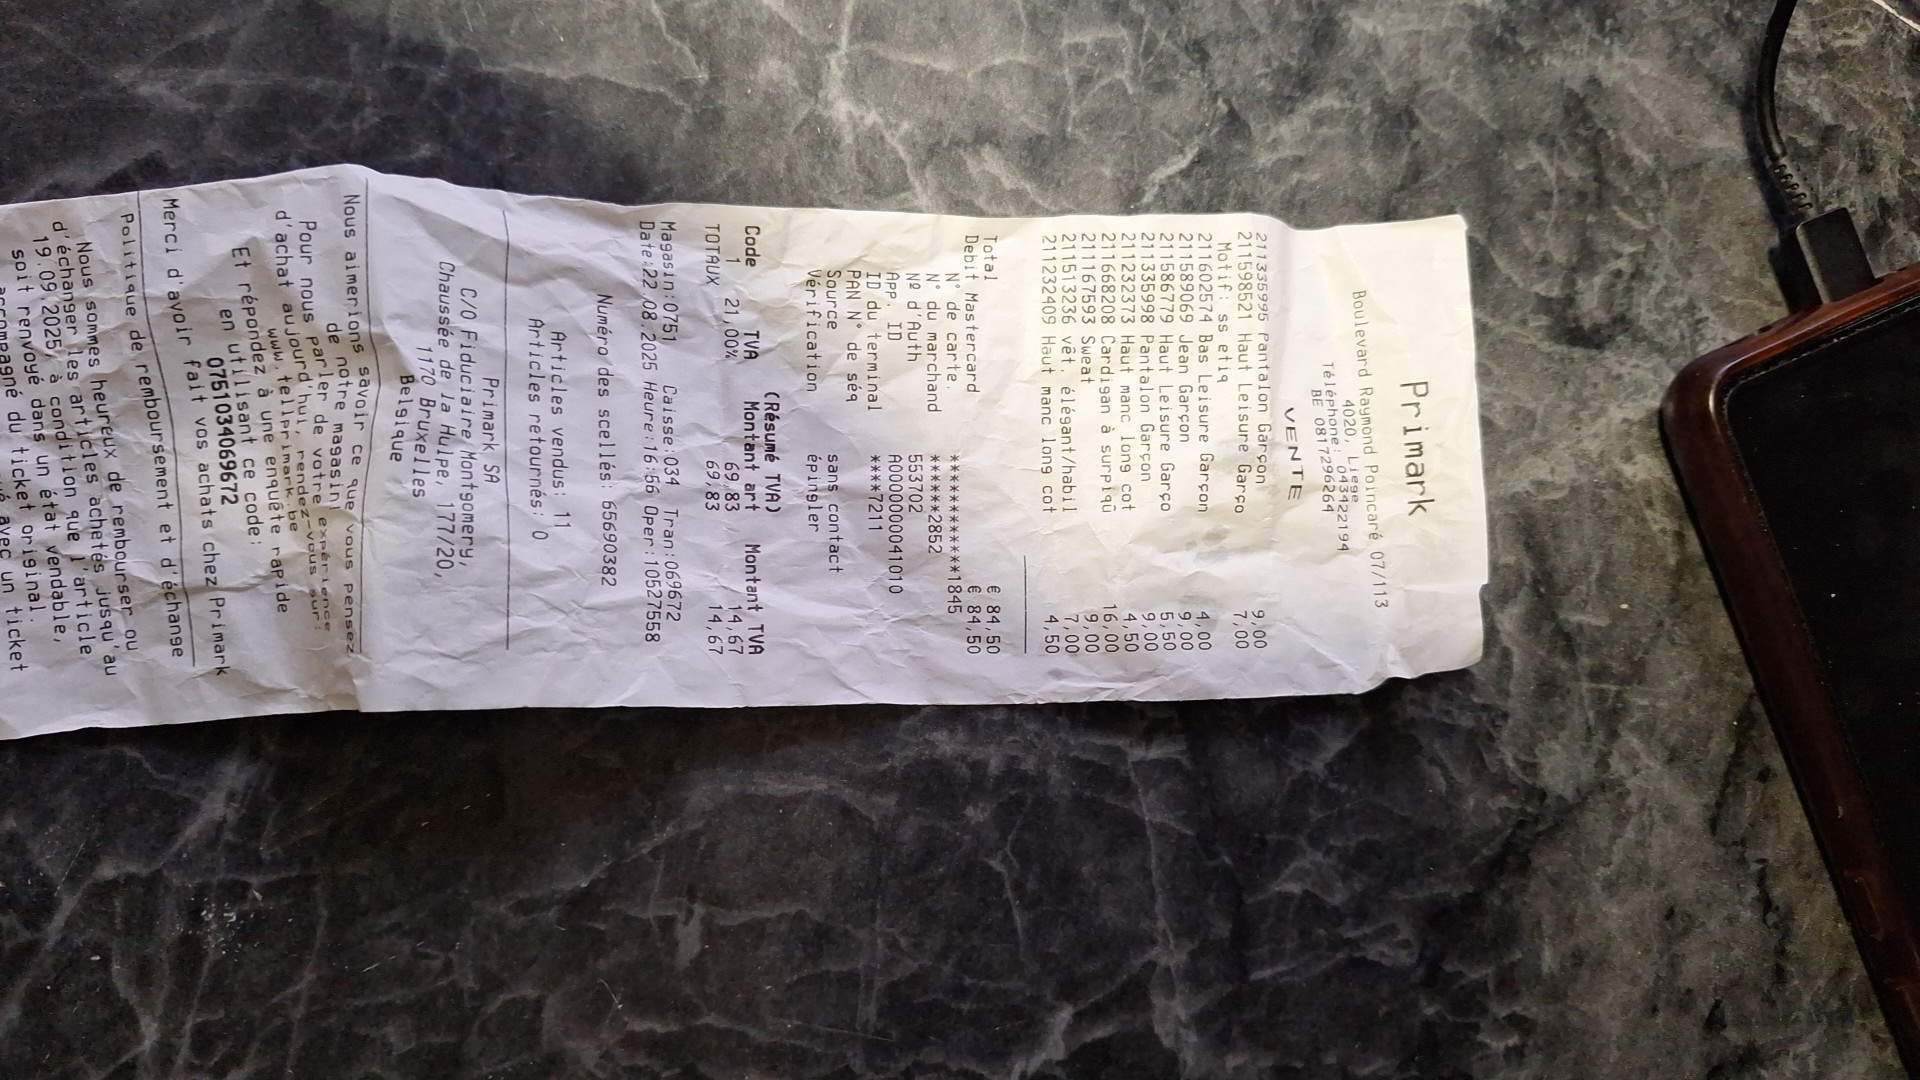 Primark
Boulevard Raymond Poincaré 07/113
4020, Liege
Téléphone: 043422194
BE 0817296264
VENTE
211335995 Pantalon Garçon 9,00
211598521 Haut Leisure Garço 7,00
Motif: ss etiq
211602574 Bas Leisure Garçon 4,00
211589069 Jean Garçon 9,00
211586779 Haut Leisure Garço 5,50
211335998 Pantalon Garçon 9,00
211232373 Haut manc long cot 4,50
211668208 Cardigan à surpiqû 16,00
211167593 Sweat 9,00
211513236 vêt. élégant/habil 7,00
211232409 Haut manc long cot 4,50
Total € 84,50
Debit Mastercard € 84,50
N° de carte. ************1845
N° du marchand ******2852
Nº d'Auth 553702
App. ID A0000000041010
ID du terminal ****7211
PAN N° de séq
Source sans contact
Vérification épingler
(Résumé TVA)
Code TVA Montant art Montant TVA
1 21,00% 69,83 14,67
TOTAUX 69,83 14,67
Magasin:0751 Caisse:034 Tran:069672
Date:22.08.2025 Heure:16:56 Oper:10527558
Numéro des scellés: 65690382
Articles vendus: 11
Articles retournés: 0
Primark SA
C/O Fiduciaire Montgomery,
Chaussée de la Hulpe, 177/20,
1170 Bruxelles
Belgique
Nous aimerions savoir ce que vous pensez
de notre magasin!
Pour nous parler de votre expérience
d'achat aujourd'hui, rendez-vous sur:
www.tellprimark.be
Et répondez à une enquête rapide
en utilisant ce code:
0751034069672
Merci d'avoir fait vos achats chez Primark
Politique de remboursement et d'échange
Nous sommes heureux de rembourser ou
d'échanger les articles achetés jusqu'au
19.09.2025, à condition que l'article
soit renvoyé dans un état vendable,
accompagné du ticket original.
avec un ticket